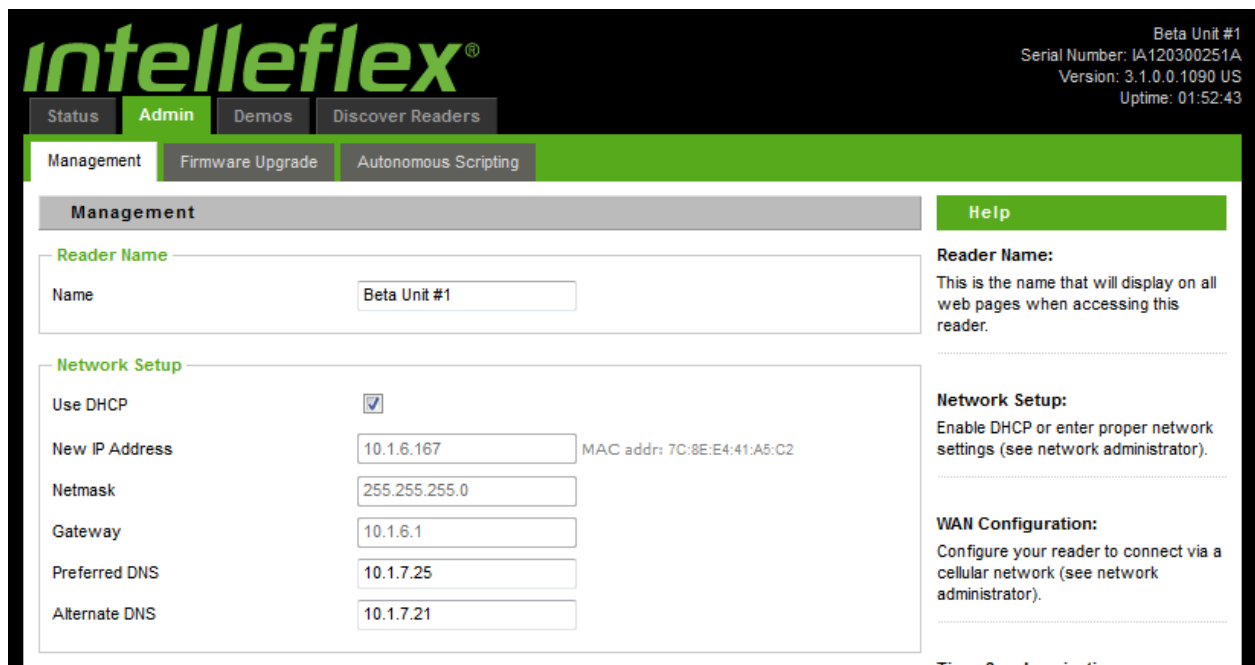 intelleflex®
Beta Unit #1
Serial Number: IA120300251A
Version: 3.1.0.0.1090 US
Uptime: 01:52:43
Status Admin Demos Discover Readers
Management Firmware Upgrade Autonomous Scripting
Management
Reader Name
Name Beta Unit #1
Network Setup
Use DHCP
New IP Address 10.1.6.167 MAC addr: 7C:8E:E4:41:A5:C2
Netmask 255.255.255.0
Gateway 10.1.6.1
Preferred DNS 10.1.7.25
Alternate DNS 10.1.7.21
Help
Reader Name:
This is the name that will display on all
web pages when accessing this
reader.
Network Setup:
Enable DHCP or enter proper network
settings (see network administrator).
WAN Configuration:
Configure your reader to connect via a
cellular network (see network
administrator).